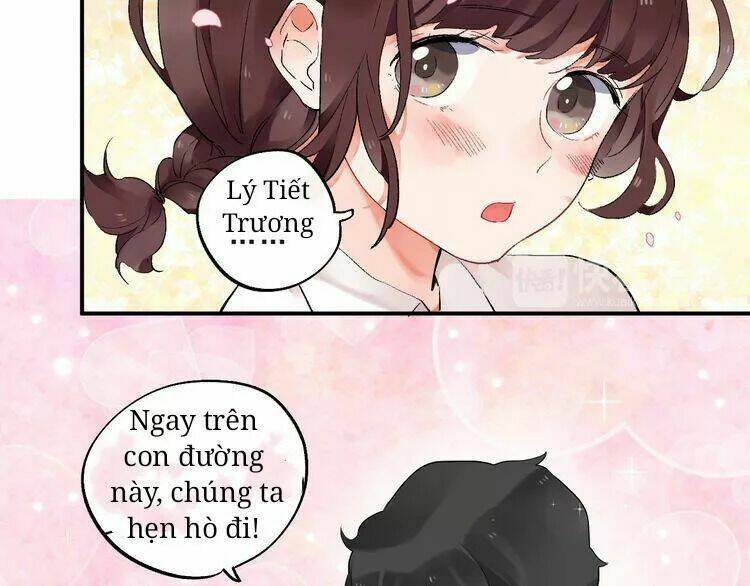 Lý Tiết
Trương
... ...
Ngay trên
con đường
này, chúng ta
hẹn hò đi!